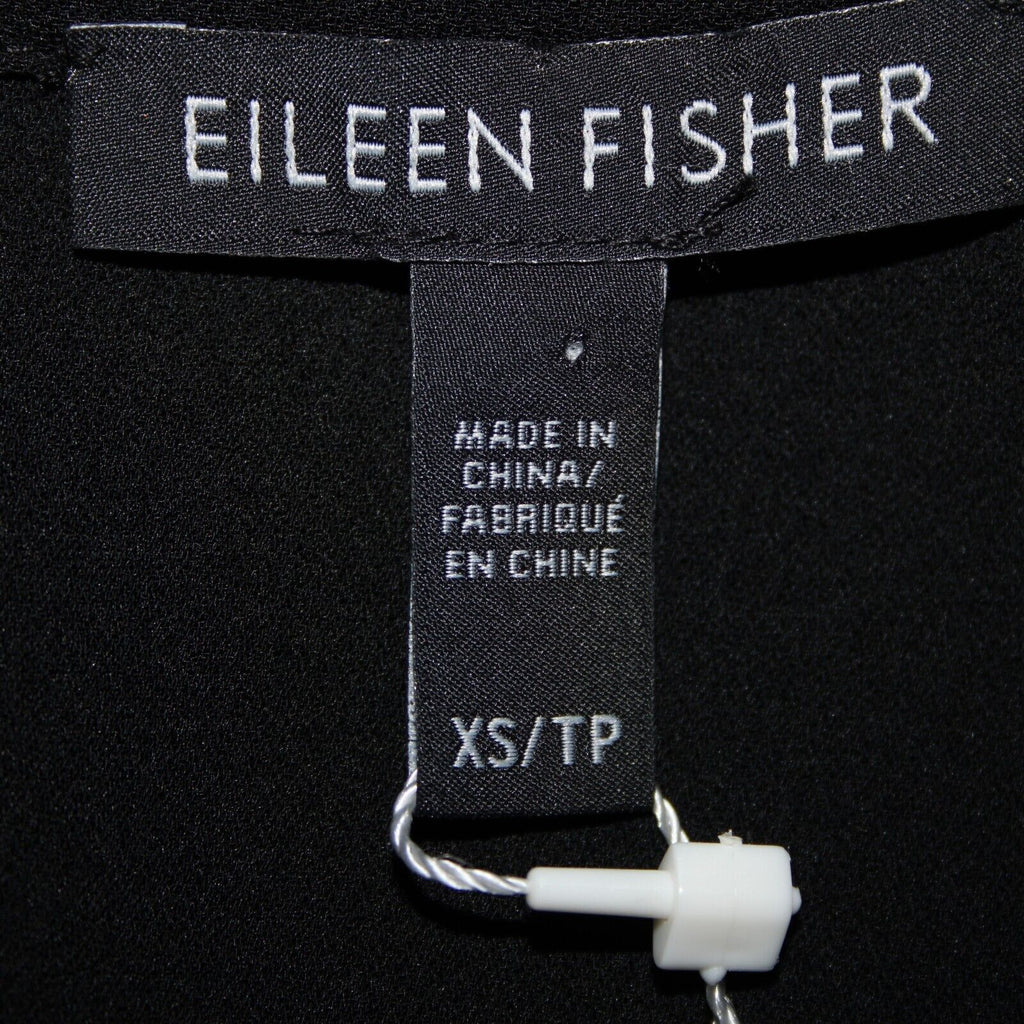 EILEEN FISHER
MADE IN
CHINA/
FABRIQUÉ
EN CHINE
XS/TP